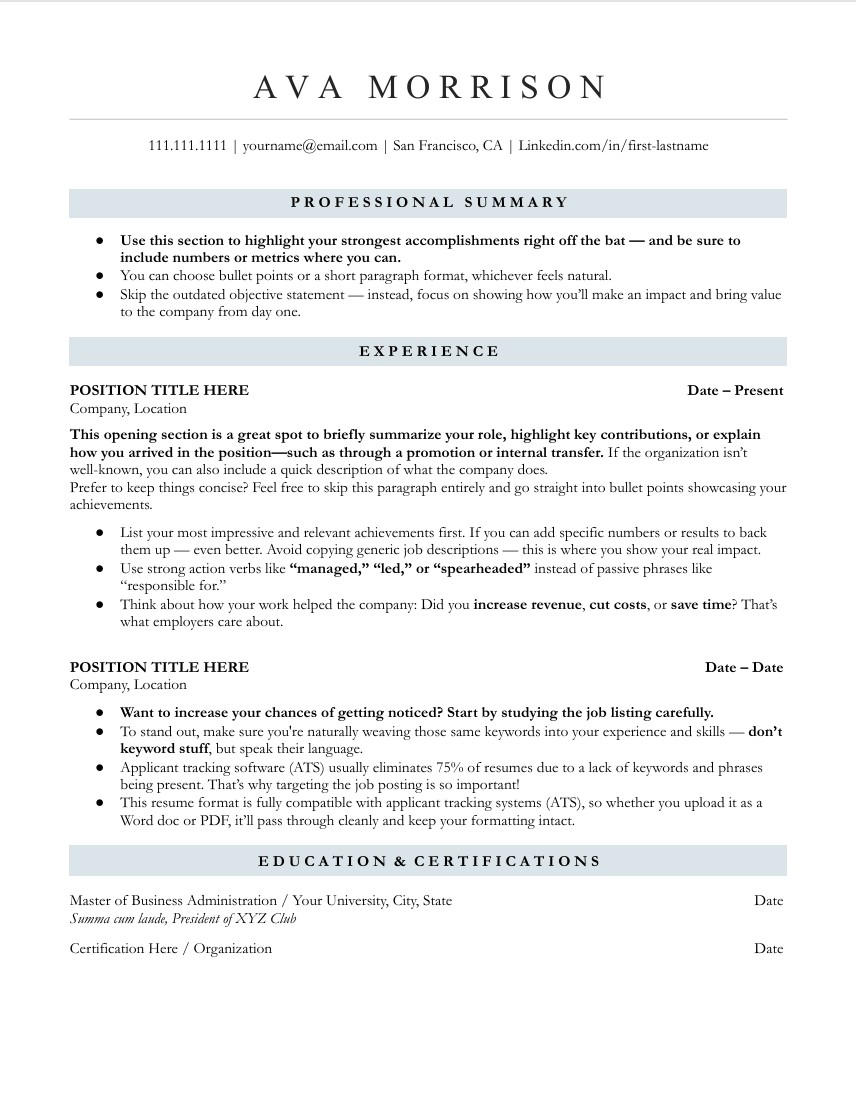 AVA MORRISON
111.111.1111 | yourname@email.com | San Francisco, CA | Linkedin.com/in/first-lastname
PROFESSIONAL SUMMARY
● Use this section to highlight your strongest accomplishments right off the bat — and be sure to
include numbers or metrics where you can.
● You can choose bullet points or a short paragraph format, whichever feels natural.
● Skip the outdated objective statement — instead, focus on showing how you’ll make an impact and bring value
to the company from day one.
EXPERIENCE
POSITION TITLE HERE Date – Present
Company, Location
This opening section is a great spot to briefly summarize your role, highlight key contributions, or explain
how you arrived in the position—such as through a promotion or internal transfer. If the organization isn’t
well-known, you can also include a quick description of what the company does.
Prefer to keep things concise? Feel free to skip this paragraph entirely and go straight into bullet points showcasing your
achievements.
● List your most impressive and relevant achievements first. If you can add specific numbers or results to back
them up — even better. Avoid copying generic job descriptions — this is where you show your real impact.
● Use strong action verbs like “managed,” “led,” or “spearheaded” instead of passive phrases like
“responsible for.”
● Think about how your work helped the company: Did you increase revenue, cut costs, or save time? That’s
what employers care about.
POSITION TITLE HERE Date – Date
Company, Location
● Want to increase your chances of getting noticed? Start by studying the job listing carefully.
● To stand out, make sure you're naturally weaving those same keywords into your experience and skills — don’t
keyword stuff, but speak their language.
● Applicant tracking software (ATS) usually eliminates 75% of resumes due to a lack of keywords and phrases
being present. That’s why targeting the job posting is so important!
● This resume format is fully compatible with applicant tracking systems (ATS), so whether you upload it as a
Word doc or PDF, it’ll pass through cleanly and keep your formatting intact.
EDUCATION & CERTIFICATIONS
Master of Business Administration / Your University, City, State Date
Summa cum laude, President of XYZ Club
Certification Here / Organization Date